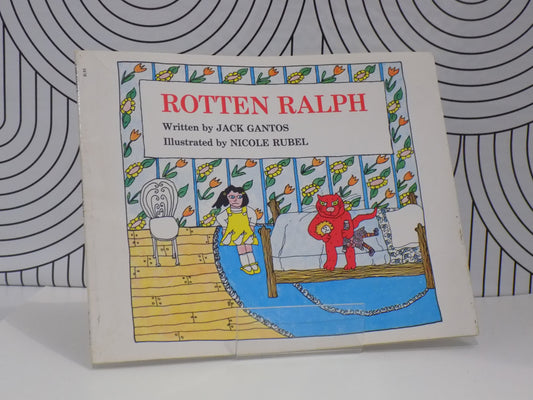 ROTTEN RALPH
Written by JACK GANTOS
Illustrated by NICOLE RUBEL